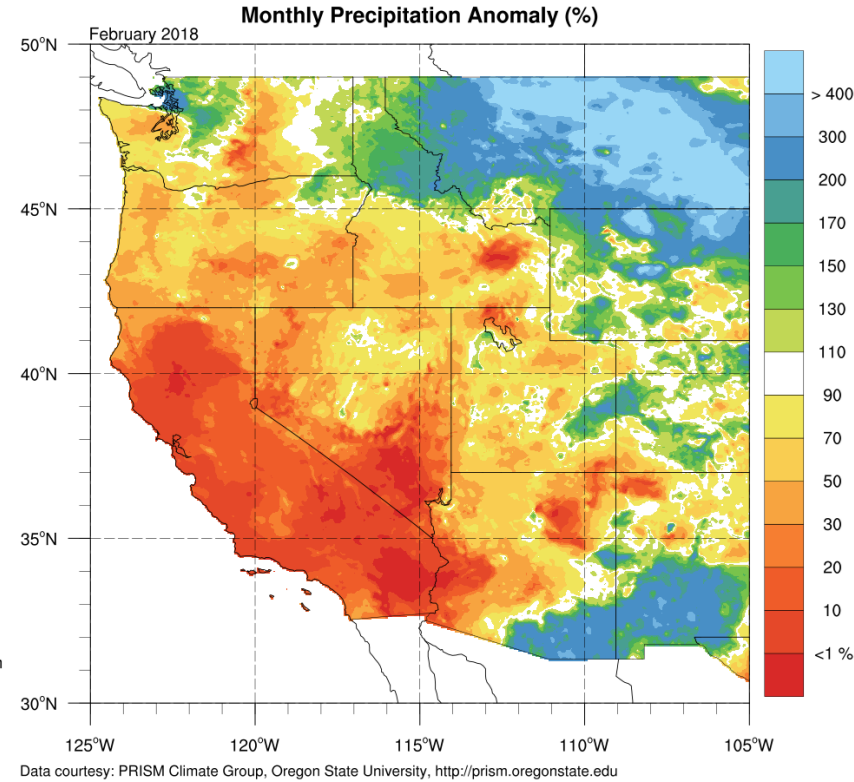 Monthly Precipitation Anomaly (%)
February 2018
50°N
45°N
40°N
35°N
30°N
125°W 120°W 115°W 110°W 105°W
> 400
300
200
170
150
130
110
90
70
50
30
20
10
<1 %
Data courtesy: PRISM Climate Group, Oregon State University, http://prism.oregonstate.edu